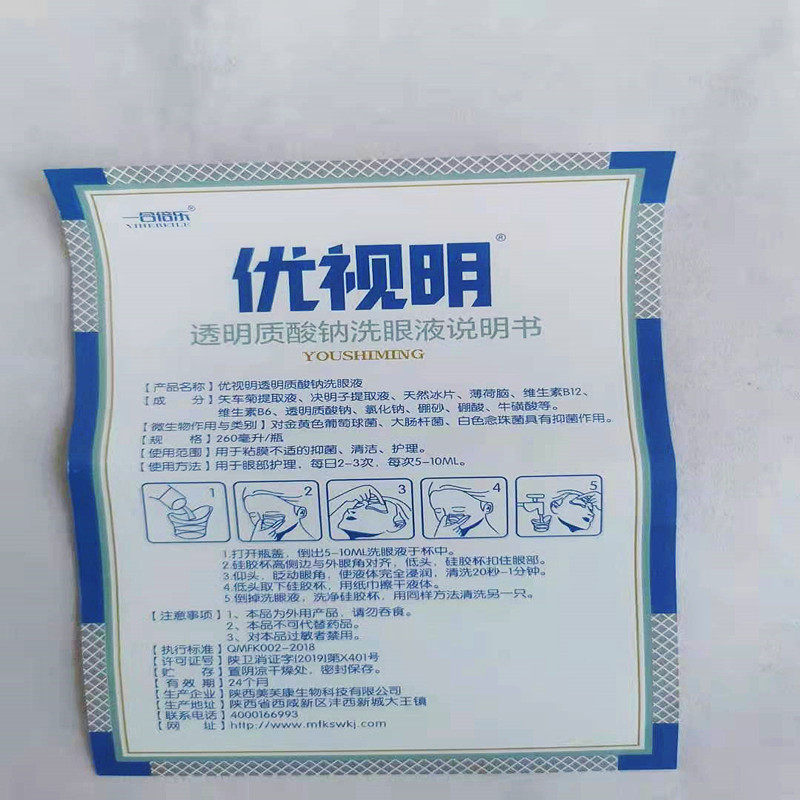 一合倍乐®
YIHEBEILE
优视明®
透明质酸钠洗眼液说明书
YOUSHIMING
【产品名称】优视明透明质酸钠洗眼液
【成 分】矢车菊提取液、决明子提取液、天然冰片、薄荷脑、维生素B12、
维生素B6、透明质酸钠、氯化钠、硼砂、硼酸、牛磺酸等。
【微生物作用与类别】对金黄色葡萄球菌、大肠杆菌、白色念珠菌具有抑菌作用。
【规 格】260毫升/瓶
【使用范围】用于粘膜不适的抑菌、清洁、护理。
【使用方法】用于眼部护理，每日2-3次，每次5-10ML。
1 2 3 4 5
1.打开瓶盖，倒出5-10ML洗眼液于杯中。
2.硅胶杯高侧边与外眼角对齐，低头，硅胶杯扣住眼部。
3.仰头，眨动眼角，使液体完全浸润，清洗20秒-1分钟。
4.低头取下硅胶杯，用纸巾擦干液体。
5.倒掉洗眼液，洗净硅胶杯，用同样方法清洗另一只。
【注意事项】1、本品为外用产品，请勿吞食。
2、本品不可代替药品。
3、对本品过敏者禁用。
【执行标准】QMFK002-2018
【许可证号】陕卫消证字[2019]第X401号
【贮 存】置阴凉干燥处，密封保存。
【有 效 期】24个月
【生产企业】陕西美芙康生物科技有限公司
【生产地址】陕西省西咸新区沣西新城大王镇
【联系电话】4000166993
【网 址】http://www.mfkswkj.com